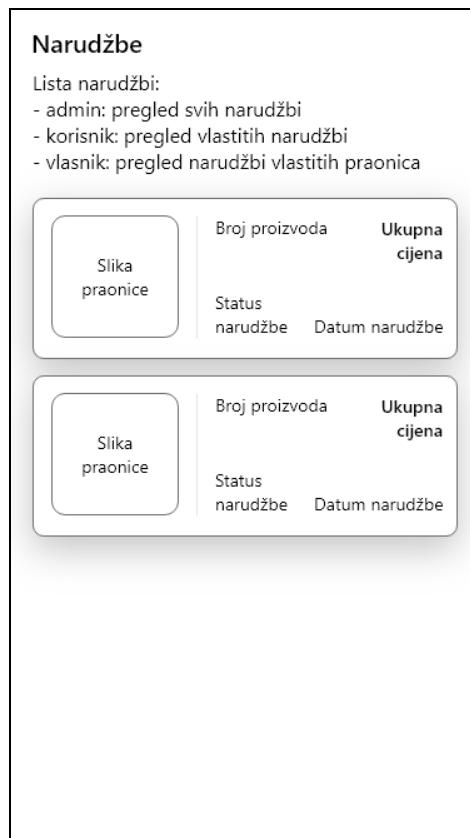 Narudžbe
Lista narudžbi:
- admin: pregled svih narudžbi
- korisnik: pregled vlastitih narudžbi
- vlasnik: pregled narudžbi vlastitih praonica
Slika
praonice
Broj proizvoda
Ukupna
cijena
Status
narudžbe
Datum narudžbe
Slika
praonice
Broj proizvoda
Ukupna
cijena
Status
narudžbe
Datum narudžbe